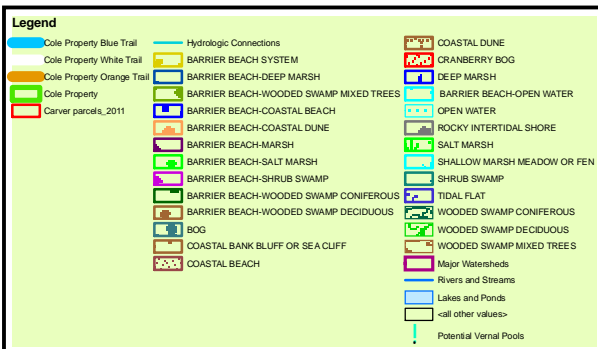 Legend
Cole Property Blue Trail
Cole Property White Trail
Cole Property Orange Trail
Cole Property
Carver parcels_2011
Hydrologic Connections
BARRIER BEACH SYSTEM
BARRIER BEACH-DEEP MARSH
BARRIER BEACH-WOODED SWAMP MIXED TREES
BARRIER BEACH-COASTAL BEACH
BARRIER BEACH-COASTAL DUNE
BARRIER BEACH-MARSH
BARRIER BEACH-SALT MARSH
BARRIER BEACH-SHRUB SWAMP
BARRIER BEACH-WOODED SWAMP CONIFEROUS
BARRIER BEACH-WOODED SWAMP DECIDUOUS
BOG
COASTAL BANK BLUFF OR SEA CLIFF
COASTAL BEACH
COASTAL DUNE
CRANBERRY BOG
DEEP MARSH
BARRIER BEACH-OPEN WATER
OPEN WATER
ROCKY INTERTIDAL SHORE
SALT MARSH
SHALLOW MARSH MEADOW OR FEN
SHRUB SWAMP
TIDAL FLAT
WOODED SWAMP CONIFEROUS
WOODED SWAMP DECIDUOUS
WOODED SWAMP MIXED TREES
Major Watersheds
Rivers and Streams
Lakes and Ponds
<all other values>
Potential Vernal Pools